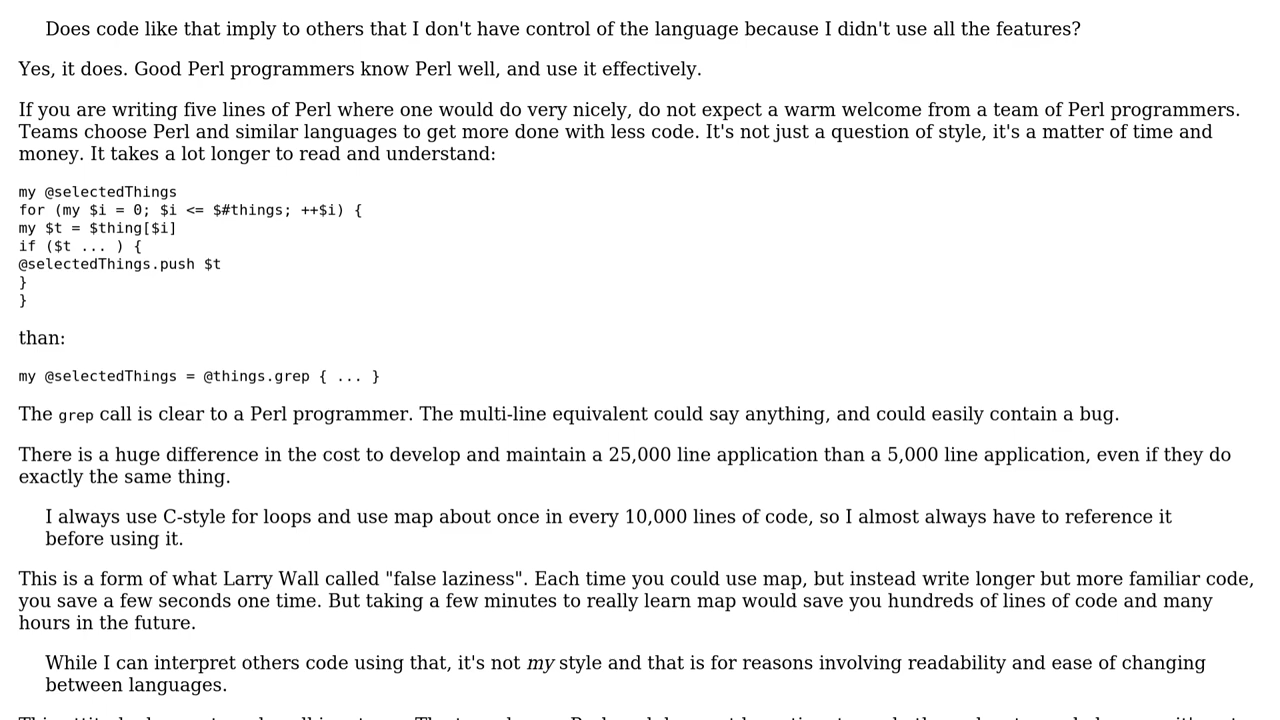 Does code like that imply to others that I don't have control of the language because I didn't use all the features?
Yes, it does. Good Perl programmers know Perl well, and use it effectively.
If you are writing five lines of Perl where one would do very nicely, do not expect a warm welcome from a team of Perl programmers.
Teams choose Perl and similar languages to get more done with less code. It's not just a question of style, it's a matter of time and
money. It takes a lot longer to read and understand:
my @selectedThings
for (my $i = 0; $i <= $#things; ++$i) {
my $t = $thing[$i]
if ($t ... ) {
@selectedThings.push $t
}
}
than:
my @selectedThings = @things.grep { ... }
The grep call is clear to a Perl programmer. The multi-line equivalent could say anything, and could easily contain a bug.
There is a huge difference in the cost to develop and maintain a 25,000 line application than a 5,000 line application, even if they do
exactly the same thing.
I always use C-style for loops and use map about once in every 10,000 lines of code, so I almost always have to reference it
before using it.
This is a form of what Larry Wall called "false laziness". Each time you could use map, but instead write longer but more familiar code,
you save a few seconds one time. But taking a few minutes to really learn map would save you hundreds of lines of code and many
hours in the future.
While I can interpret others code using that, it's not my style and that is for reasons involving readability and ease of changing
between languages.